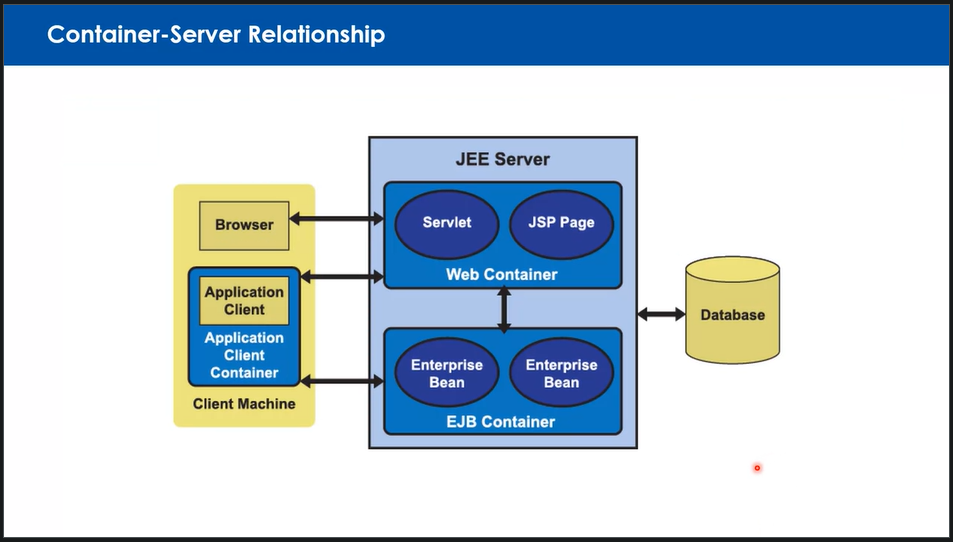 Container-Server Relationship
JEE Server
Browser
Servlet
JSP Page
Web Container
Application
Client
Application
Client
Container
Client Machine
Enterprise
Bean
Enterprise
Bean
EJB Container
Database